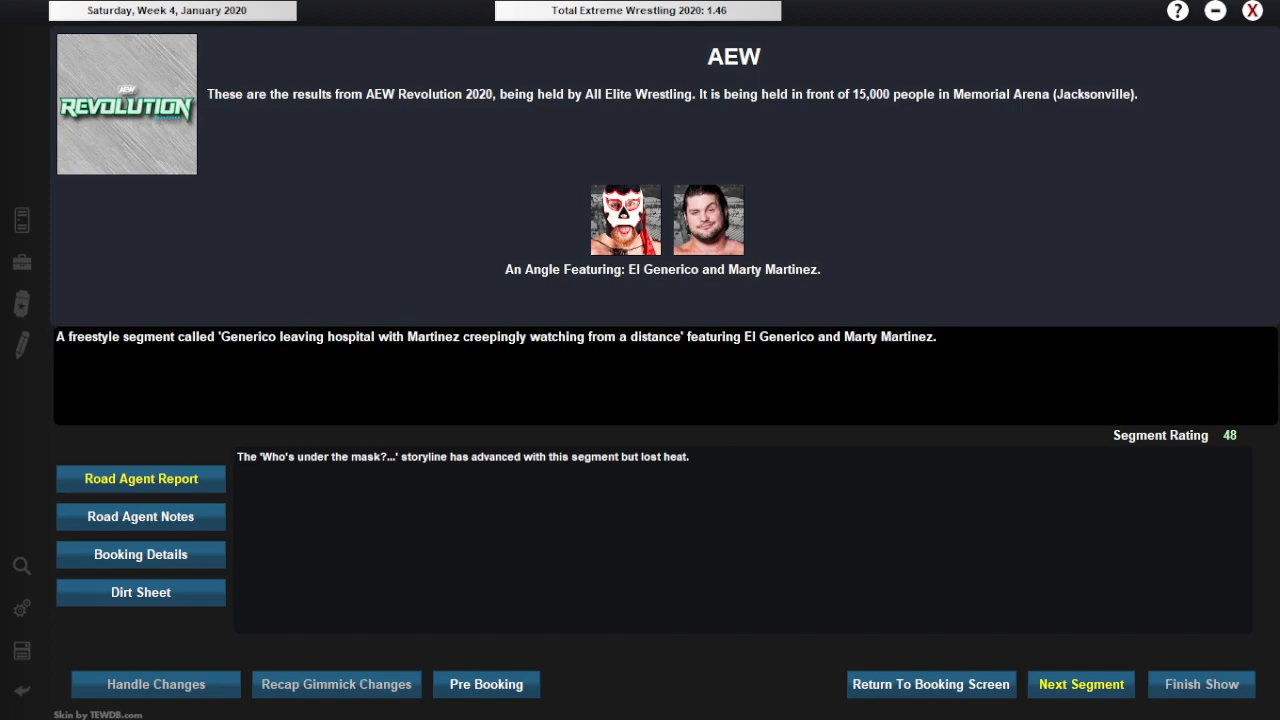 Saturday, Week 4, January 2020
Total Extreme Wrestling 2020: 1.46
?
X
AEW
AEW
REVOLUTION
These are the results from AEW Revolution 2020, being held by All Elite Wrestling. It is being held in front of 15,000 people in Memorial Arena (Jacksonville).
An Angle Featuring: El Generico and Marty Martinez.
A freestyle segment called 'Generico leaving hospital with Martinez creepingly watching from a distance' featuring El Generico and Marty Martinez.
Segment Rating 48
The 'Who's under the mask?...' storyline has advanced with this segment but lost heat.
Road Agent Report
Road Agent Notes
Booking Details
Dirt Sheet
Handle Changes
Recap Gimmick Changes
Pre Booking
Return To Booking Screen
Next Segment
Finish Show
Skin by TEWDB.com